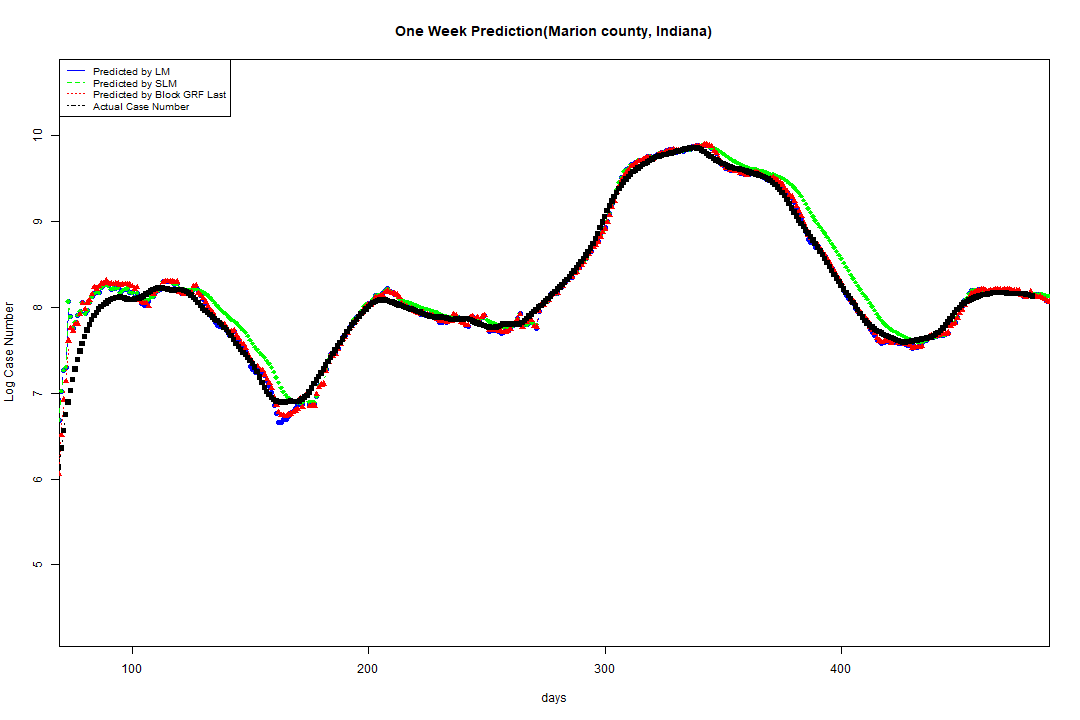 One Week Prediction(Marion county, Indiana)
Predicted by LM
Predicted by SLM
Predicted by Block GRF Last
Actual Case Number
10
9
8
7
6
5
Log Case Number
100
200
300
400
days